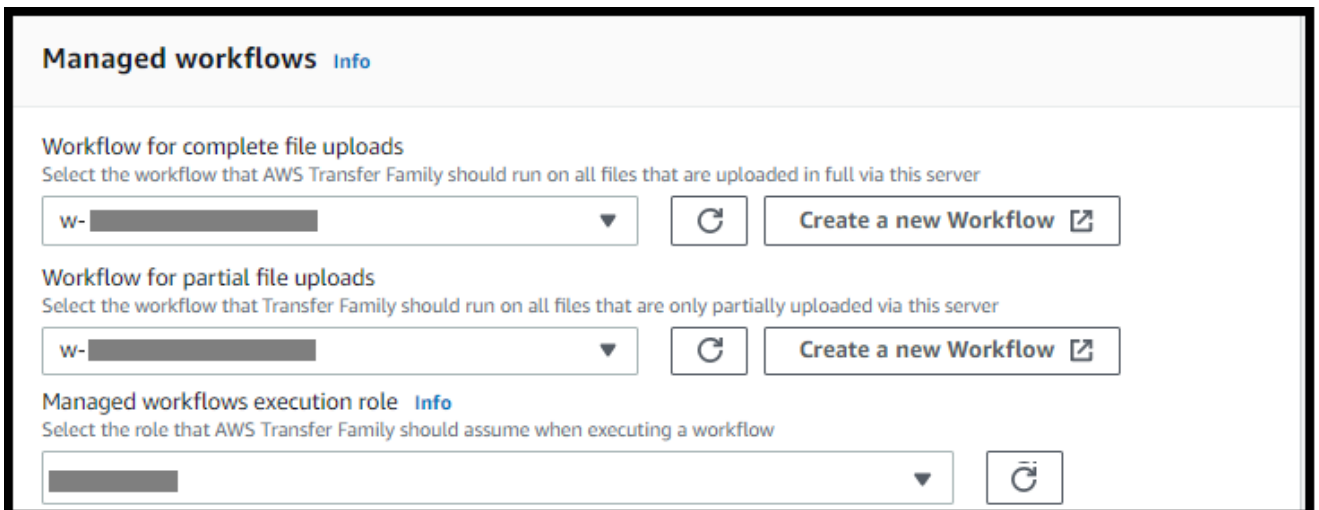 Managed workflows Info
Workflow for complete file uploads
Select the workflow that AWS Transfer Family should run on all files that are uploaded in full via this server
w-
Create a new Workflow
Workflow for partial file uploads
Select the workflow that Transfer Family should run on all files that are only partially uploaded via this server
w-
Create a new Workflow
Managed workflows execution role Info
Select the role that AWS Transfer Family should assume when executing a workflow